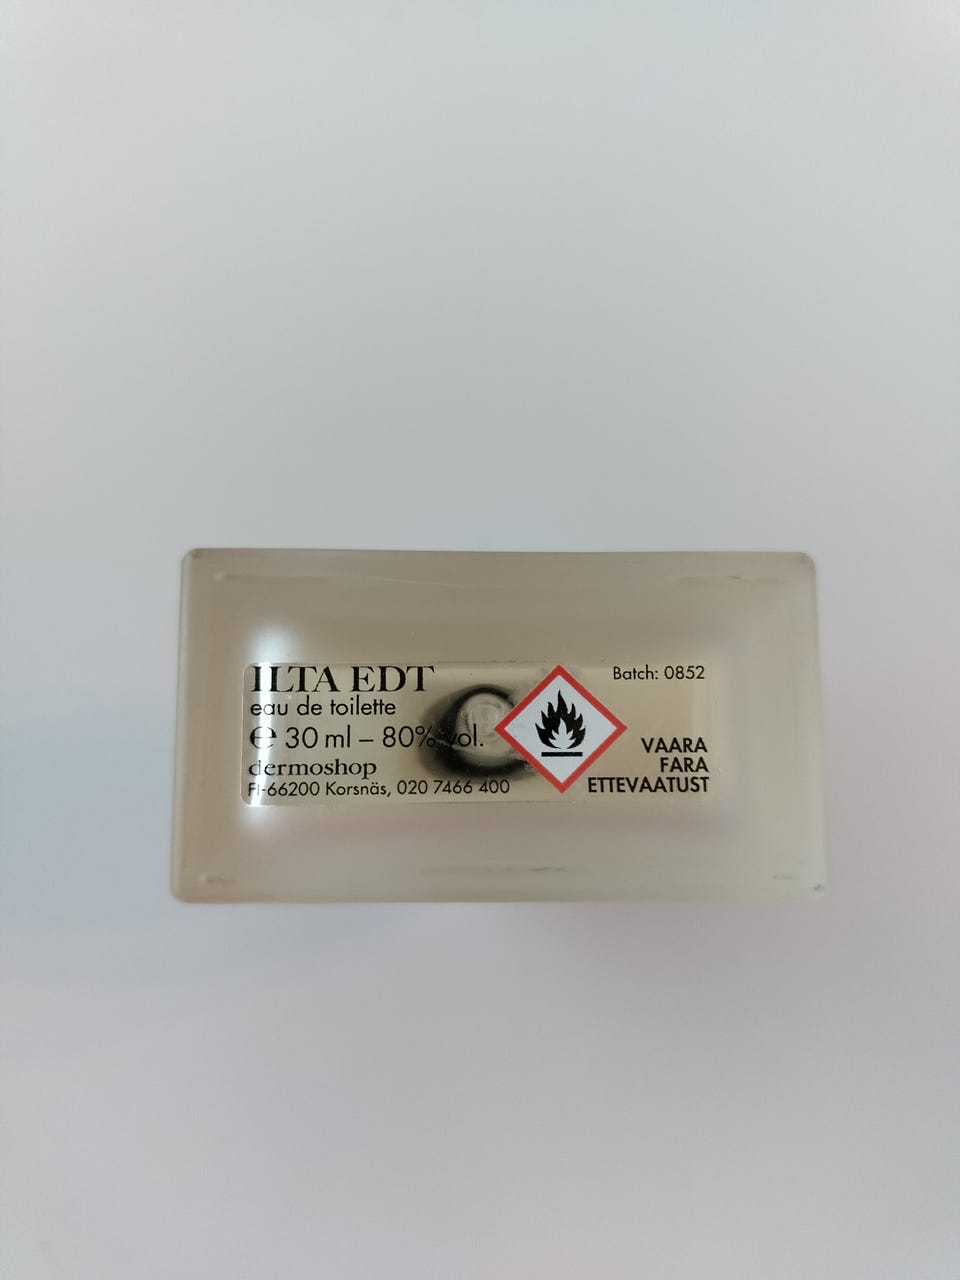 ILTA EDT
eau de toilette
℮ 30 ml – 80% vol.
dermoshop
FI-66200 Korsnäs, 020 7466 400
Batch: 0852
VAARA
FARA
ETTEVAATUST